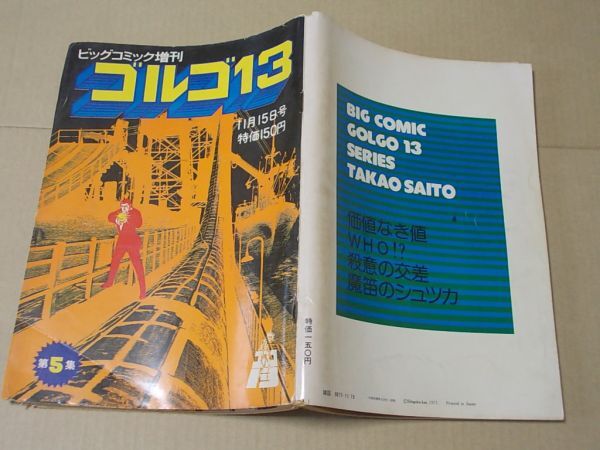 ビッグコミック増刊
ゴルゴ13
11月15日号
特価150円
第5集
特価一五〇円
BIG COMIC
GOLGO 13
SERIES
TAKAO SAITO
価値なき値
WHO!?
殺意の交差
魔笛のシュツカ
Printed in Japan